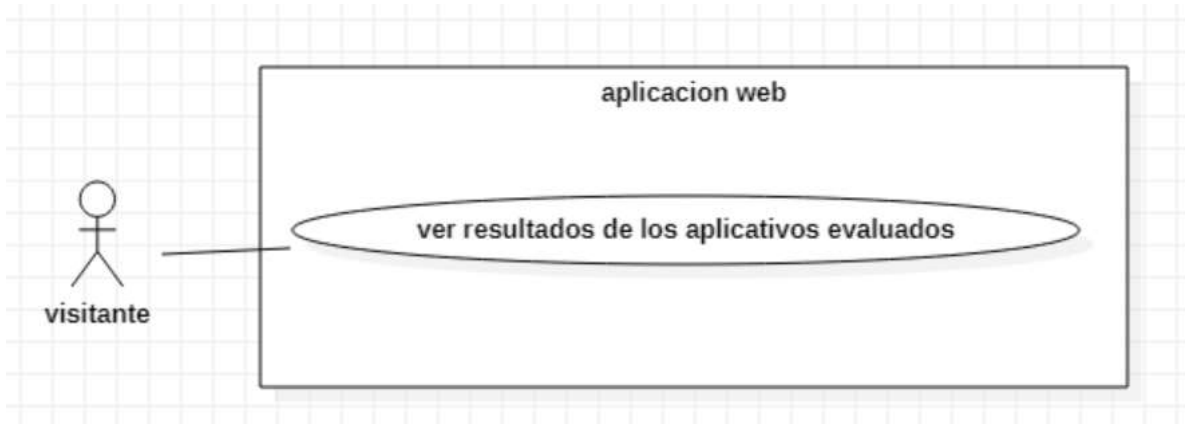 aplicacion web
ver resultados de los aplicativos evaluados
visitante